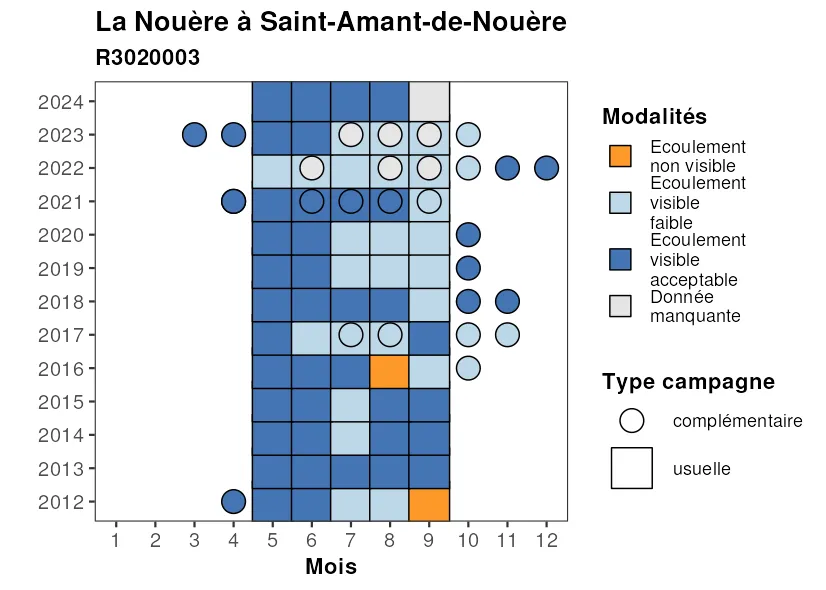 La Nouère à Saint-Amant-de-Nouère
R3020003
2024
2023
2022
2021
2020
2019
2018
2017
2016
2015
2014
2013
2012
1 2 3 4 5 6 7 8 9 10 11 12
Mois
Modalités
Ecoulement
non visible
Ecoulement
visible
faible
Ecoulement
visible
acceptable
Donnée
manquante
Type campagne
complémentaire
usuelle